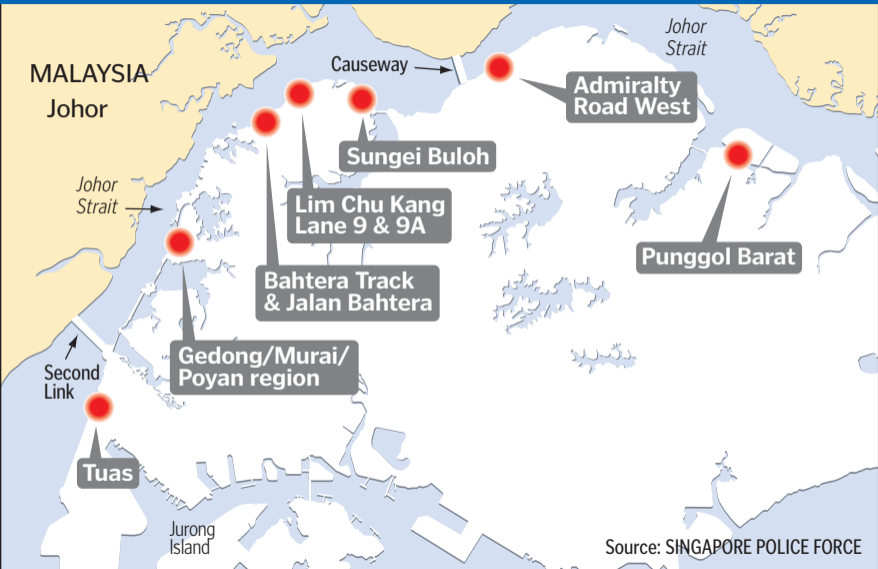 Johor
Strait
Causeway
MALAYSIA
Johor
Admiralty
Road West
Sungei Buloh
Johor
Strait
Lim Chu Kang
Lane 9 & 9A
Punggol Barat
Bahtera Track
& Jalan Bahtera
Gedong/Murai/
Poyan region
Second
Link
Tuas
Jurong
Island
Source: SINGAPORE POLICE FORCE